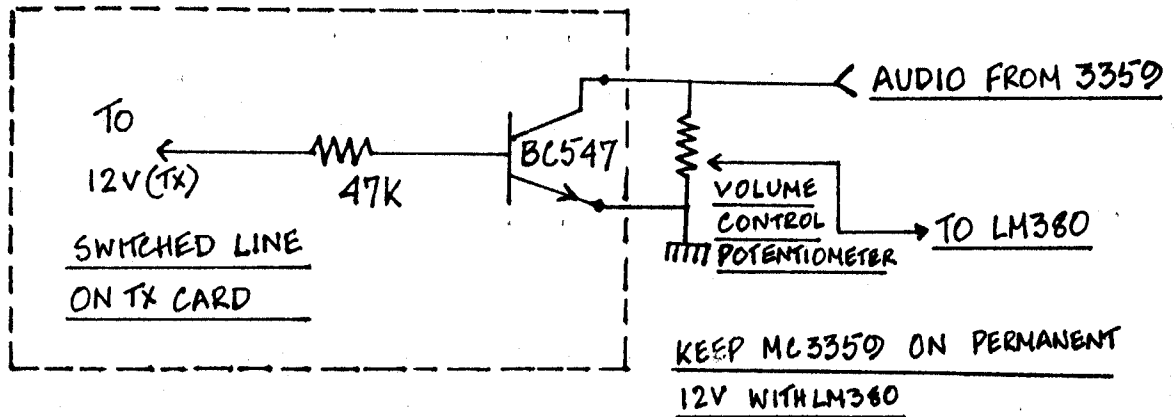 TO
12V(TX)
SWITCHED LINE
ON TX CARD
47K
BC547
AUDIO FROM 3359
VOLUME
CONTROL
POTENTIOMETER
TO LM380
KEEP MC3359 ON PERMANENT
12V WITH LM380